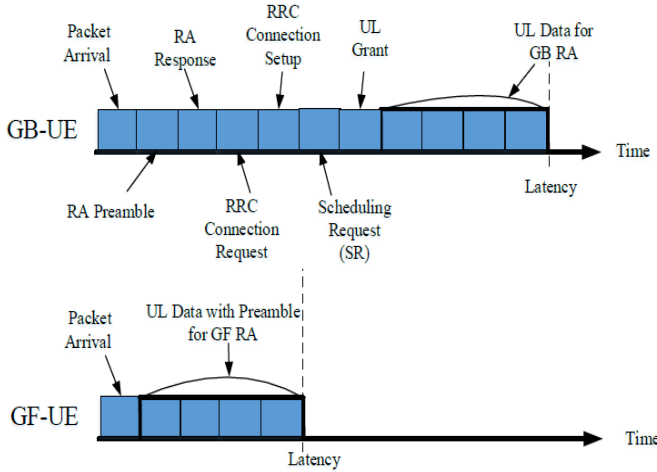 Packet
Arrival
RA
Response
RRC
Connection
Setup
UL
Grant
UL Data for
GB RA
GB-UE
Time
RA Preamble
RRC
Connection
Request
Scheduling
Request
(SR)
Latency
Packet
Arrival
UL Data with Preamble
for GF RA
GF-UE
Time
Latency